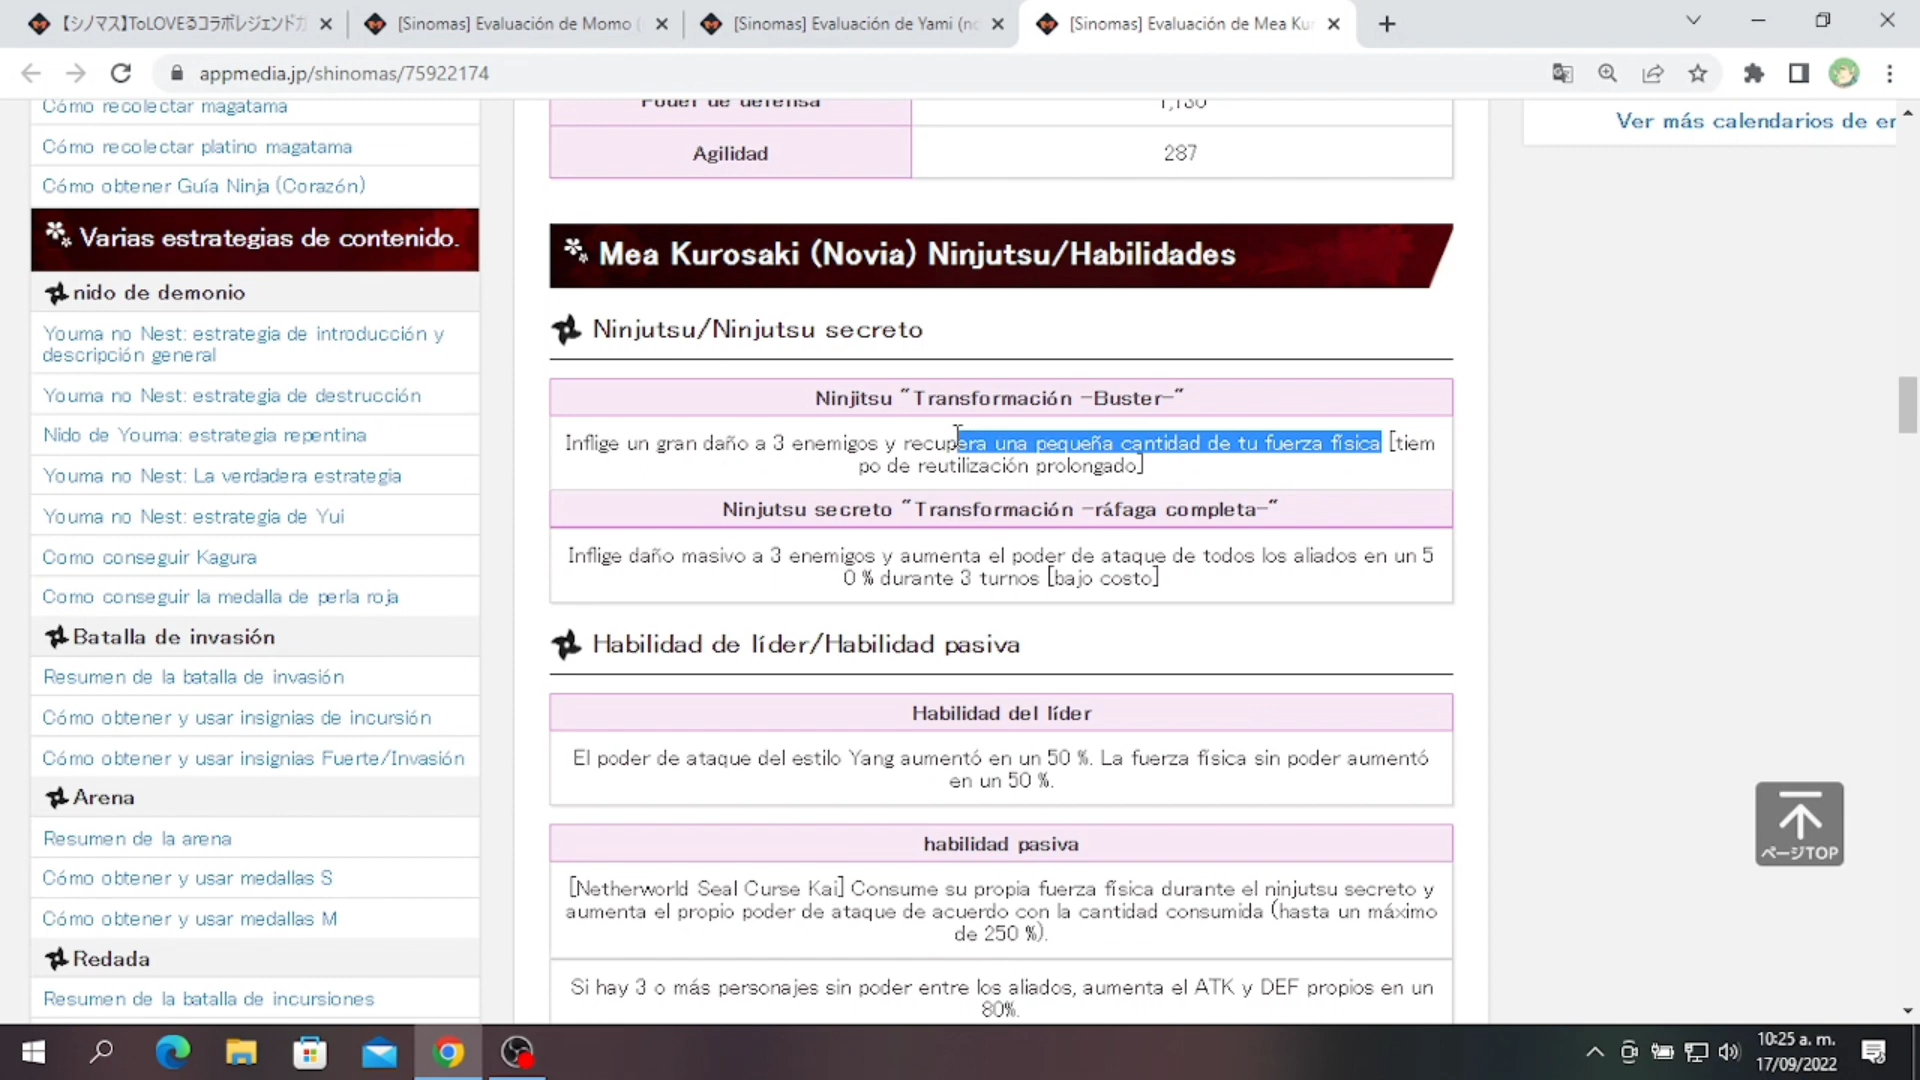 【シノマス】ToLOVEるコラボレジェンドガ
[Sinomas] Evaluación de Momo (
[Sinomas] Evaluación de Yami (no
[Sinomas] Evaluación de Mea Ku
appmedia.jp/shinomas/75922174
Cómo recolectar magatama
Cómo recolectar platino magatama
Cómo obtener Guía Ninja (Corazón)
Varias estrategias de contenido.
nido de demonio
Youma no Nest: estrategia de introducción y
descripción general
Youma no Nest: estrategia de destrucción
Nido de Youma: estrategia repentina
Youma no Nest: La verdadera estrategia
Youma no Nest: estrategia de Yui
Como conseguir Kagura
Como conseguir la medalla de perla roja
Batalla de invasión
Resumen de la batalla de invasión
Cómo obtener y usar insignias de incursión
Cómo obtener y usar insignias Fuerte/Invasión
Arena
Resumen de la arena
Cómo obtener y usar medallas S
Cómo obtener y usar medallas M
Redada
Resumen de la batalla de incursiones
Poder de defensa 1,130
Agilidad 287
Mea Kurosaki (Novia) Ninjutsu/Habilidades
Ninjutsu/Ninjutsu secreto
Ninjitsu "Transformación -Buster-"
Inflige un gran daño a 3 enemigos y recupera una pequeña cantidad de tu fuerza física [tiem
po de reutilización prolongado]
Ninjutsu secreto "Transformación -ráfaga completa-"
Inflige daño masivo a 3 enemigos y aumenta el poder de ataque de todos los aliados en un 5
0 % durante 3 turnos [bajo costo]
Habilidad de líder/Habilidad pasiva
Habilidad del líder
El poder de ataque del estilo Yang aumentó en un 50 %. La fuerza física sin poder aumentó
en un 50 %.
habilidad pasiva
[Netherworld Seal Curse Kai] Consume su propia fuerza física durante el ninjutsu secreto y
aumenta el propio poder de ataque de acuerdo con la cantidad consumida (hasta un máximo
de 250 %).
Si hay 3 o más personajes sin poder entre los aliados, aumenta el ATK y DEF propios en un
80%.
Ver más calendarios de er
ページTOP
10:25 a. m.
17/09/2022